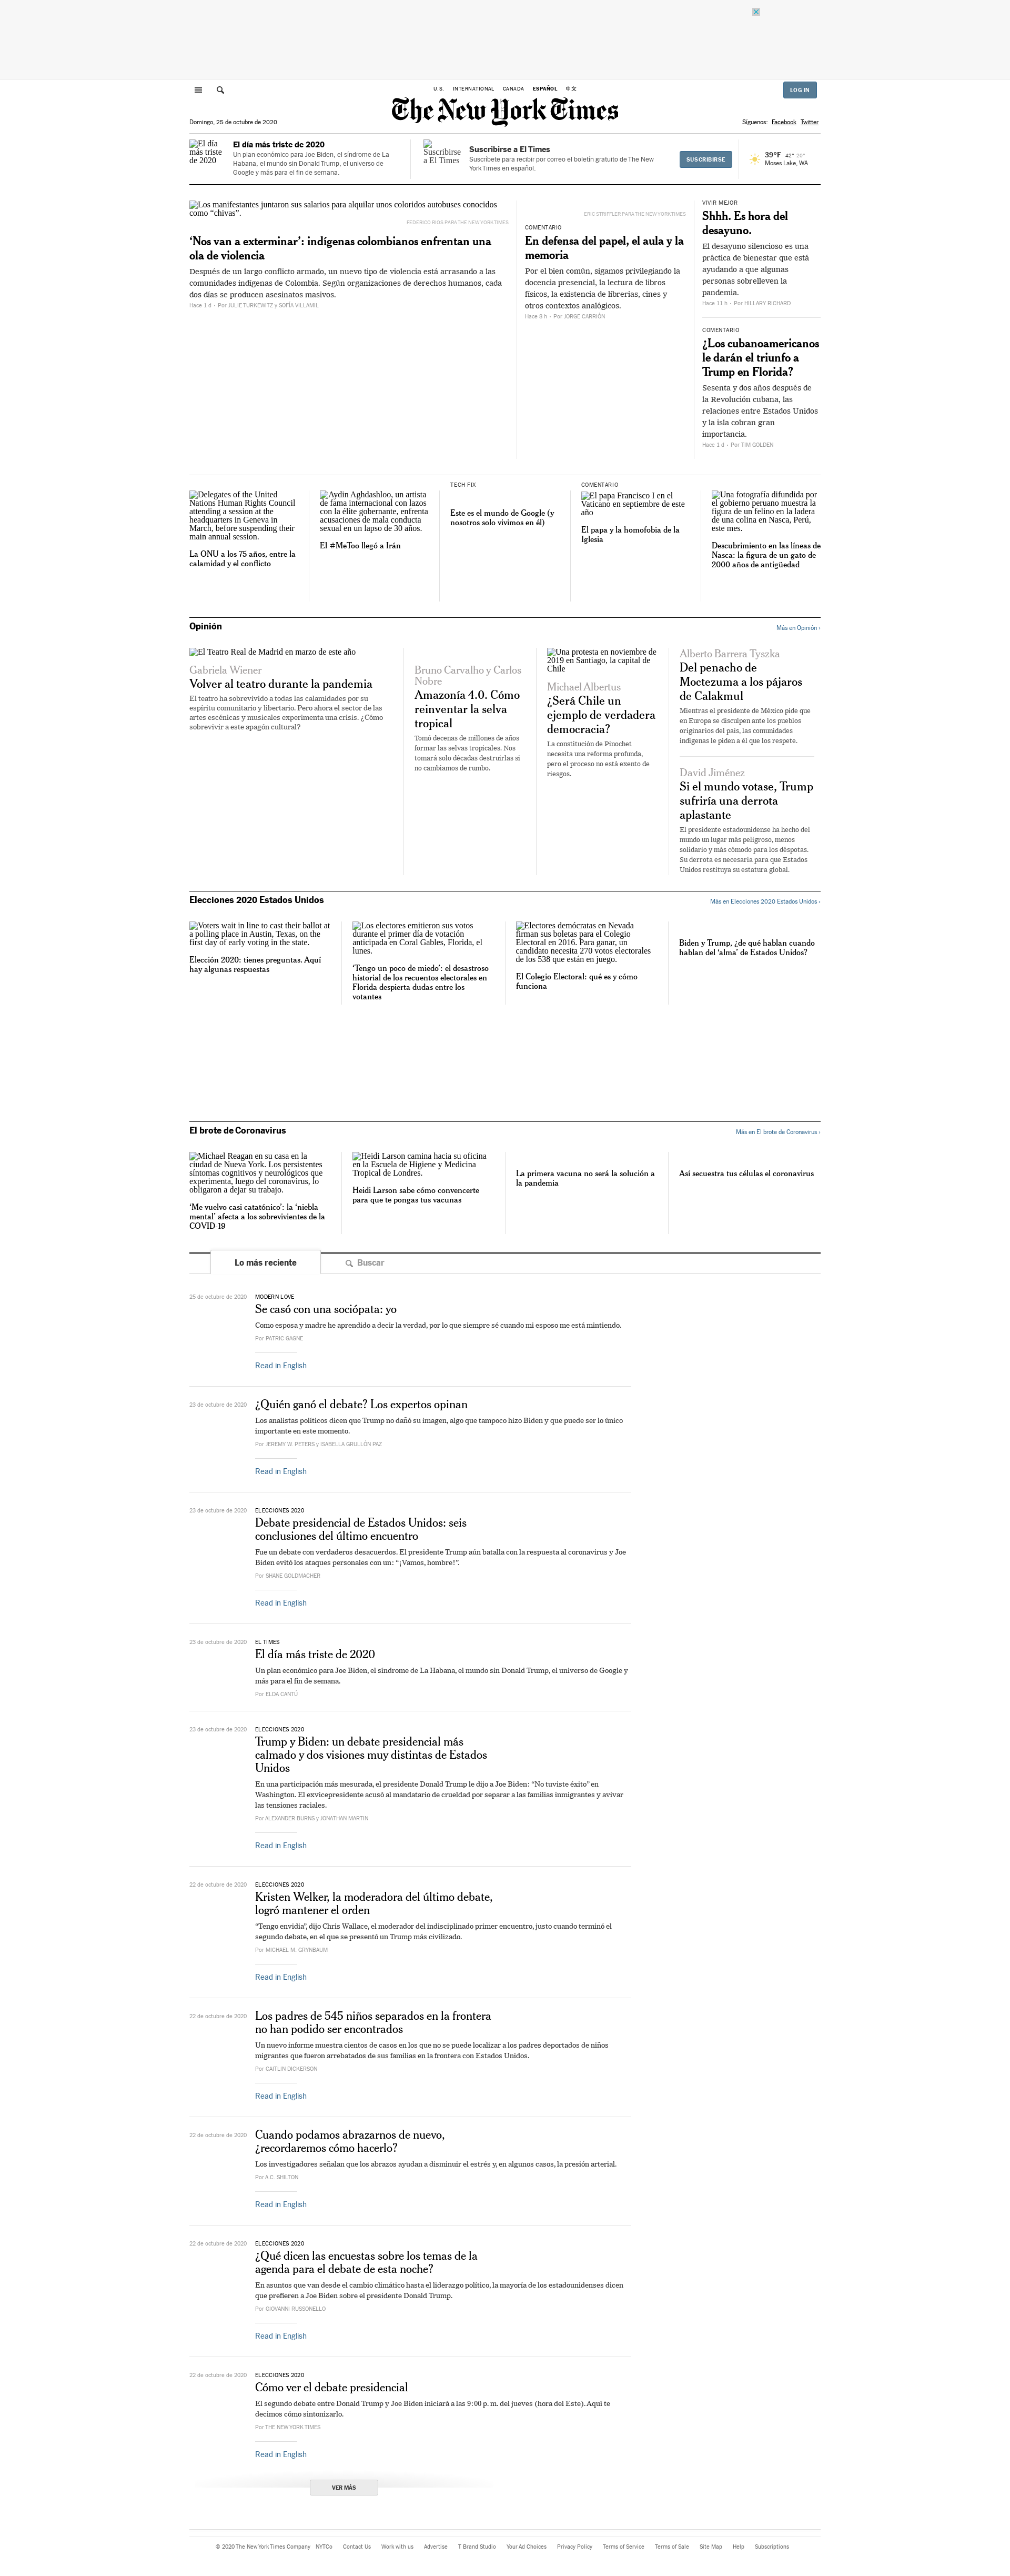 U.S. INTERNATIONAL CANADA ESPAÑOL 中文
LOG IN
The New York Times
Domingo, 25 de octubre de 2020
Síguenos: Facebook Twitter
El día más triste de 2020
El día más triste de 2020
Un plan económico para Joe Biden, el síndrome de La Habana, el mundo sin Donald Trump, el universo de Google y más para el fin de semana.
Suscribirse a El Times
Suscribirse a El Times
Suscríbete para recibir por correo el boletín gratuito de The New York Times en español.
SUSCRIBIRSE
39°F 42° 20°
Moses Lake, WA
Los manifestantes juntaron sus salarios para alquilar unos coloridos autobuses conocidos como “chivas”.
FEDERICO RIOS PARA THE NEW YORK TIMES
‘Nos van a exterminar’: indígenas colombianos enfrentan una ola de violencia
Después de un largo conflicto armado, un nuevo tipo de violencia está arrasando a las comunidades indígenas de Colombia. Según organizaciones de derechos humanos, cada dos días se producen asesinatos masivos.
Hace 1 d · Por JULIE TURKEWITZ y SOFÍA VILLAMIL
ERIC STRIFFLER PARA THE NEW YORK TIMES
COMENTARIO
En defensa del papel, el aula y la memoria
Por el bien común, sigamos privilegiando la docencia presencial, la lectura de libros físicos, la existencia de librerías, cines y otros contextos analógicos.
Hace 8 h · Por JORGE CARRIÓN
VIVIR MEJOR
Shhh. Es hora del desayuno.
El desayuno silencioso es una práctica de bienestar que está ayudando a que algunas personas sobrelleven la pandemia.
Hace 11 h · Por HILLARY RICHARD
COMENTARIO
¿Los cubanoamericanos le darán el triunfo a Trump en Florida?
Sesenta y dos años después de la Revolución cubana, las relaciones entre Estados Unidos y la isla cobran gran importancia.
Hace 1 d · Por TIM GOLDEN
Delegates of the United Nations Human Rights Council attending a session at the headquarters in Geneva in March, before suspending their main annual session.
La ONU a los 75 años, entre la calamidad y el conflicto
Aydin Aghdashloo, un artista de fama internacional con lazos con la élite gobernante, enfrenta acusaciones de mala conducta sexual en un lapso de 30 años.
El #MeToo llegó a Irán
TECH FIX
Este es el mundo de Google (y nosotros solo vivimos en él)
COMENTARIO
El papa Francisco I en el Vaticano en septiembre de este año
El papa y la homofobia de la Iglesia
Una fotografía difundida por el gobierno peruano muestra la figura de un felino en la ladera de una colina en Nasca, Perú, este mes.
Descubrimiento en las líneas de Nasca: la figura de un gato de 2000 años de antigüedad
Opinión
Más en Opinión ›
El Teatro Real de Madrid en marzo de este año
Gabriela Wiener
Volver al teatro durante la pandemia
El teatro ha sobrevivido a todas las calamidades por su espíritu comunitario y libertario. Pero ahora el sector de las artes escénicas y musicales experimenta una crisis. ¿Cómo sobrevivir a este apagón cultural?
Bruno Carvalho y Carlos Nobre
Amazonía 4.0. Cómo reinventar la selva tropical
Tomó decenas de millones de años formar las selvas tropicales. Nos tomará solo décadas destruirlas si no cambiamos de rumbo.
Una protesta en noviembre de 2019 en Santiago, la capital de Chile
Michael Albertus
¿Será Chile un ejemplo de verdadera democracia?
La constitución de Pinochet necesita una reforma profunda, pero el proceso no está exento de riesgos.
Alberto Barrera Tyszka
Del penacho de Moctezuma a los pájaros de Calakmul
Mientras el presidente de México pide que en Europa se disculpen ante los pueblos originarios del país, las comunidades indígenas le piden a él que los respete.
David Jiménez
Si el mundo votase, Trump sufriría una derrota aplastante
El presidente estadounidense ha hecho del mundo un lugar más peligroso, menos solidario y más cómodo para los déspotas. Su derrota es necesaria para que Estados Unidos restituya su estatura global.
Elecciones 2020 Estados Unidos
Más en Elecciones 2020 Estados Unidos ›
Voters wait in line to cast their ballot at a polling place in Austin, Texas, on the first day of early voting in the state.
Elección 2020: tienes preguntas. Aquí hay algunas respuestas
Los electores emitieron sus votos durante el primer día de votación anticipada en Coral Gables, Florida, el lunes.
‘Tengo un poco de miedo’: el desastroso historial de los recuentos electorales en Florida despierta dudas entre los votantes
Electores demócratas en Nevada firman sus boletas para el Colegio Electoral en 2016. Para ganar, un candidato necesita 270 votos electorales de los 538 que están en juego.
El Colegio Electoral: qué es y cómo funciona
Biden y Trump, ¿de qué hablan cuando hablan del ‘alma’ de Estados Unidos?
El brote de Coronavirus
Más en El brote de Coronavirus ›
Michael Reagan en su casa en la ciudad de Nueva York. Los persistentes síntomas cognitivos y neurológicos que experimenta, luego del coronavirus, lo obligaron a dejar su trabajo.
‘Me vuelvo casi catatónico’: la ‘niebla mental’ afecta a los sobrevivientes de la COVID-19
Heidi Larson camina hacia su oficina en la Escuela de Higiene y Medicina Tropical de Londres.
Heidi Larson sabe cómo convencerte para que te pongas tus vacunas
La primera vacuna no será la solución a la pandemia
Así secuestra tus células el coronavirus
Lo más reciente
Buscar
25 de octubre de 2020
MODERN LOVE
Se casó con una sociópata: yo
Como esposa y madre he aprendido a decir la verdad, por lo que siempre sé cuando mi esposo me está mintiendo.
Por PATRIC GAGNE
Read in English
23 de octubre de 2020
¿Quién ganó el debate? Los expertos opinan
Los analistas políticos dicen que Trump no dañó su imagen, algo que tampoco hizo Biden y que puede ser lo único importante en este momento.
Por JEREMY W. PETERS y ISABELLA GRULLÓN PAZ
Read in English
23 de octubre de 2020
ELECCIONES 2020
Debate presidencial de Estados Unidos: seis conclusiones del último encuentro
Fue un debate con verdaderos desacuerdos. El presidente Trump aún batalla con la respuesta al coronavirus y Joe Biden evitó los ataques personales con un: “¡Vamos, hombre!”.
Por SHANE GOLDMACHER
Read in English
23 de octubre de 2020
EL TIMES
El día más triste de 2020
Un plan económico para Joe Biden, el síndrome de La Habana, el mundo sin Donald Trump, el universo de Google y más para el fin de semana.
Por ELDA CANTÚ
23 de octubre de 2020
ELECCIONES 2020
Trump y Biden: un debate presidencial más calmado y dos visiones muy distintas de Estados Unidos
En una participación más mesurada, el presidente Donald Trump le dijo a Joe Biden: “No tuviste éxito” en Washington. El exvicepresidente acusó al mandatario de crueldad por separar a las familias inmigrantes y avivar las tensiones raciales.
Por ALEXANDER BURNS y JONATHAN MARTIN
Read in English
22 de octubre de 2020
ELECCIONES 2020
Kristen Welker, la moderadora del último debate, logró mantener el orden
“Tengo envidia”, dijo Chris Wallace, el moderador del indisciplinado primer encuentro, justo cuando terminó el segundo debate, en el que se presentó un Trump más civilizado.
Por MICHAEL M. GRYNBAUM
Read in English
22 de octubre de 2020
Los padres de 545 niños separados en la frontera no han podido ser encontrados
Un nuevo informe muestra cientos de casos en los que no se puede localizar a los padres deportados de niños migrantes que fueron arrebatados de sus familias en la frontera con Estados Unidos.
Por CAITLIN DICKERSON
Read in English
22 de octubre de 2020
Cuando podamos abrazarnos de nuevo, ¿recordaremos cómo hacerlo?
Los investigadores señalan que los abrazos ayudan a disminuir el estrés y, en algunos casos, la presión arterial.
Por A.C. SHILTON
Read in English
22 de octubre de 2020
ELECCIONES 2020
¿Qué dicen las encuestas sobre los temas de la agenda para el debate de esta noche?
En asuntos que van desde el cambio climático hasta el liderazgo político, la mayoría de los estadounidenses dicen que prefieren a Joe Biden sobre el presidente Donald Trump.
Por GIOVANNI RUSSONELLO
Read in English
22 de octubre de 2020
ELECCIONES 2020
Cómo ver el debate presidencial
El segundo debate entre Donald Trump y Joe Biden iniciará a las 9:00 p. m. del jueves (hora del Este). Aquí te decimos cómo sintonizarlo.
Por THE NEW YORK TIMES
Read in English
VER MÁS
© 2020 The New York Times Company NYTCo Contact Us Work with us Advertise T Brand Studio Your Ad Choices Privacy Policy Terms of Service Terms of Sale Site Map Help Subscriptions